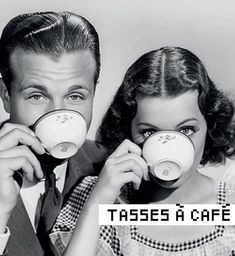 TASSES À CAFÉ